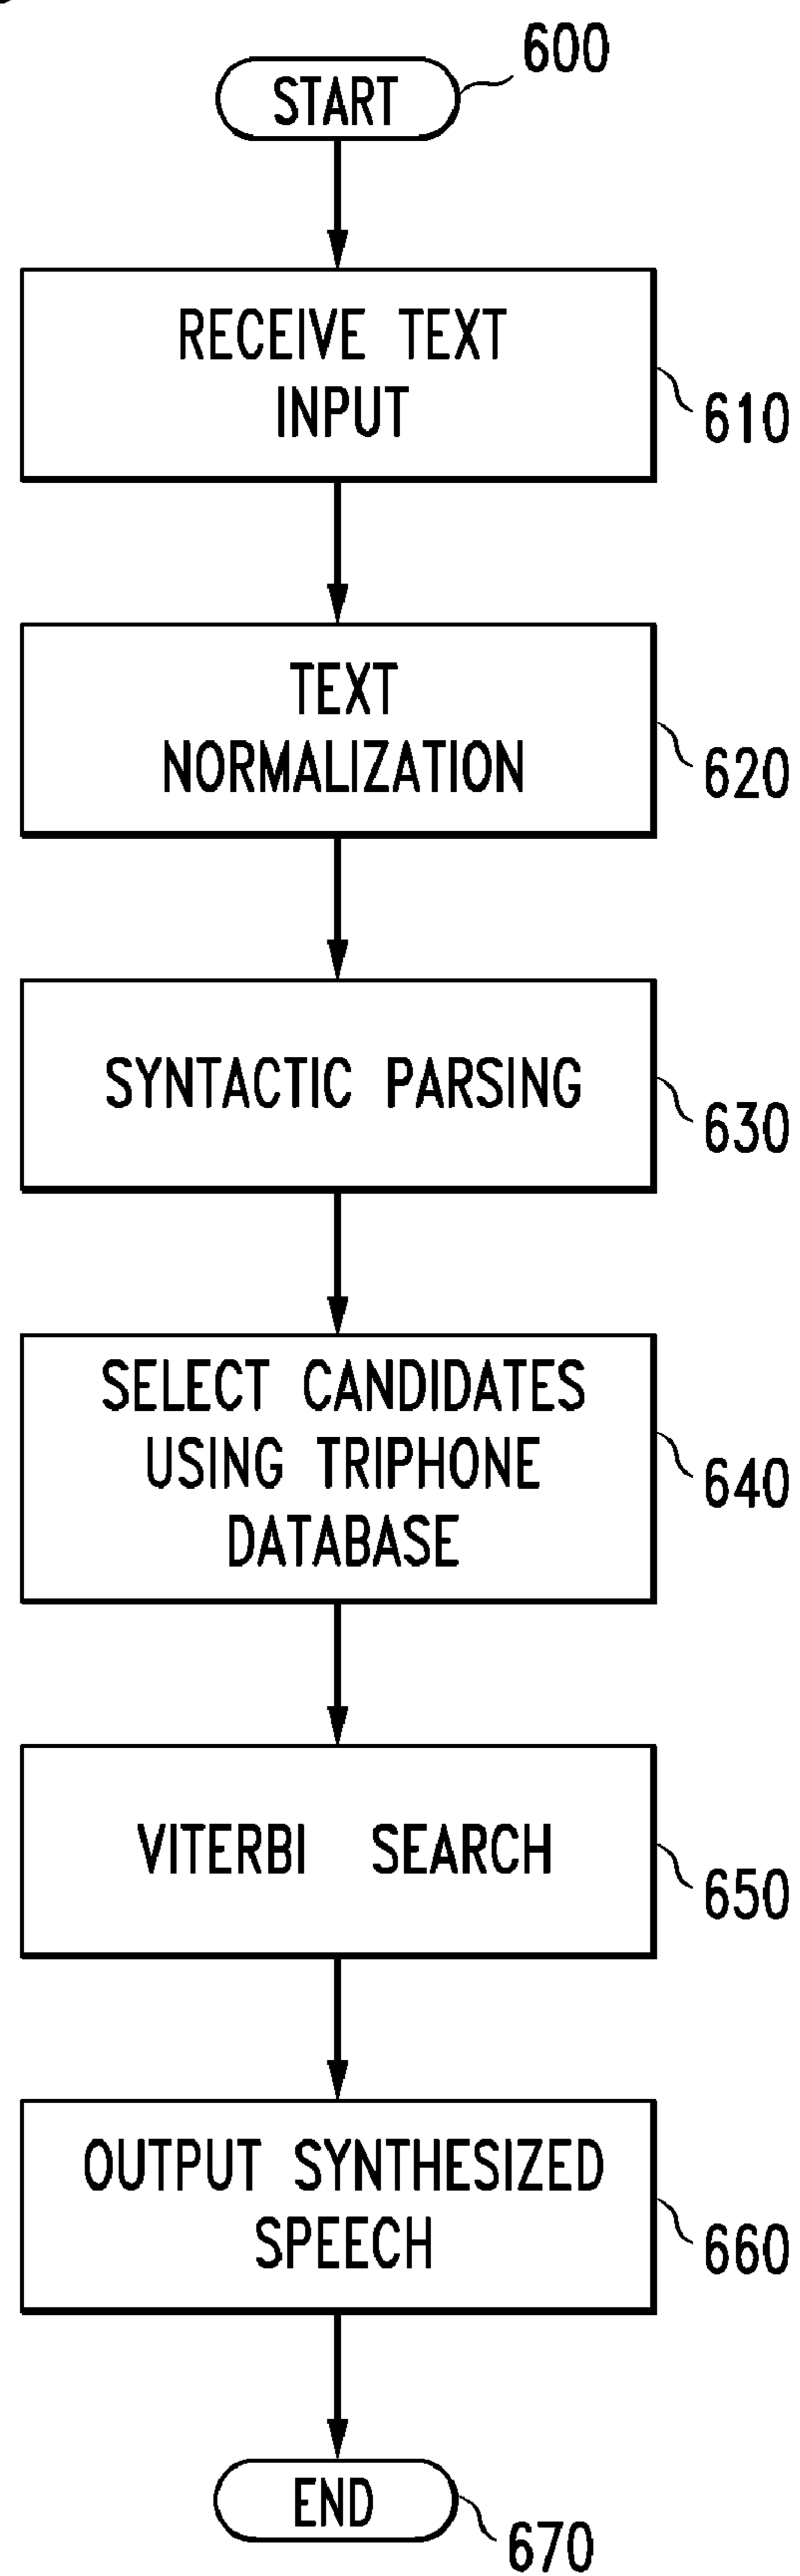 START
600
RECEIVE TEXT
INPUT
610
TEXT
NORMALIZATION
620
SYNTACTIC PARSING
630
SELECT CANDIDATES
USING TRIPHONE
DATABASE
640
VITERBI SEARCH
650
OUTPUT SYNTHESIZED
SPEECH
660
END
670